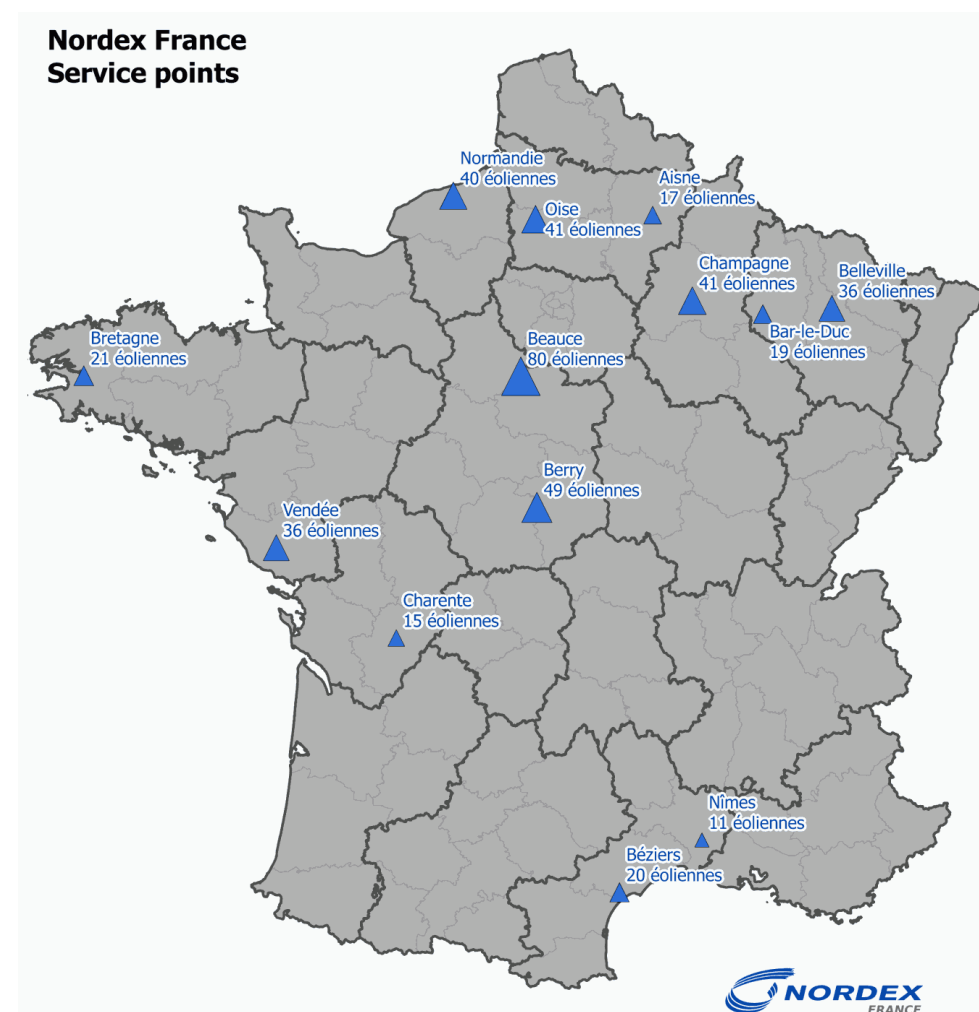 Nordex France
Service points
Normandie
40 éoliennes
Oise
41 éoliennes
Aisne
17 éoliennes
Champagne
41 éoliennes
Belleville
36 éoliennes
Bar-le-Duc
19 éoliennes
Bretagne
21 éoliennes
Beauce
80 éoliennes
Berry
49 éoliennes
Vendée
36 éoliennes
Charente
15 éoliennes
Nîmes
11 éoliennes
Béziers
20 éoliennes
NORDEX
FRANCE